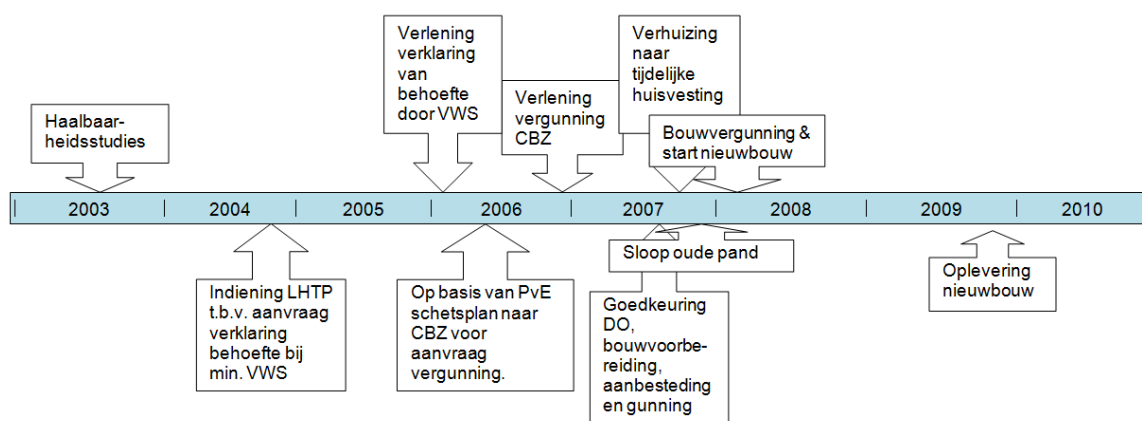 Haalbaar-
heidsstudies
Verlening
verklaring
van
behoefte
door VWS
Verlening
vergunning
CBZ
Verhuizing
naar
tijdelijke
huisvesting
Bouwvergunning &
start nieuwbouw
2003 2004 2005 2006 2007 2008 2009 2010
Indiening LHTP
t.b.v. aanvraag
verklaring
behoefte bij
min. VWS
Op basis van PvE
schetsplan naar
CBZ voor
aanvraag
vergunning.
Sloop oude pand
Goedkeuring
DO,
bouwvoorbe-
reiding,
aanbesteding
en gunning
Oplevering
nieuwbouw